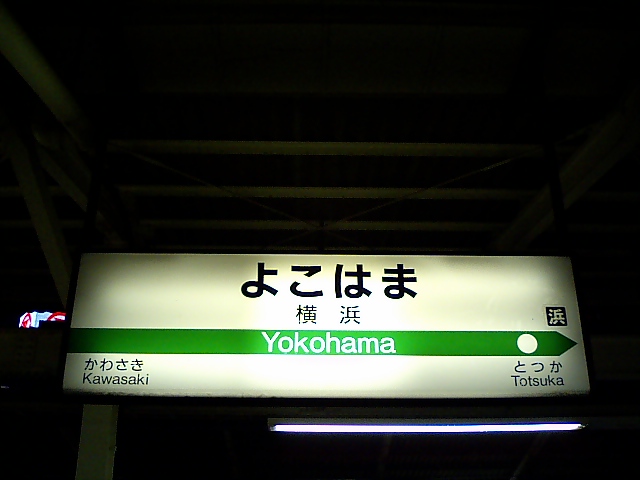 よこはま
横浜
浜
Yokohama
かわさき
Kawasaki
とつか
Totsuka